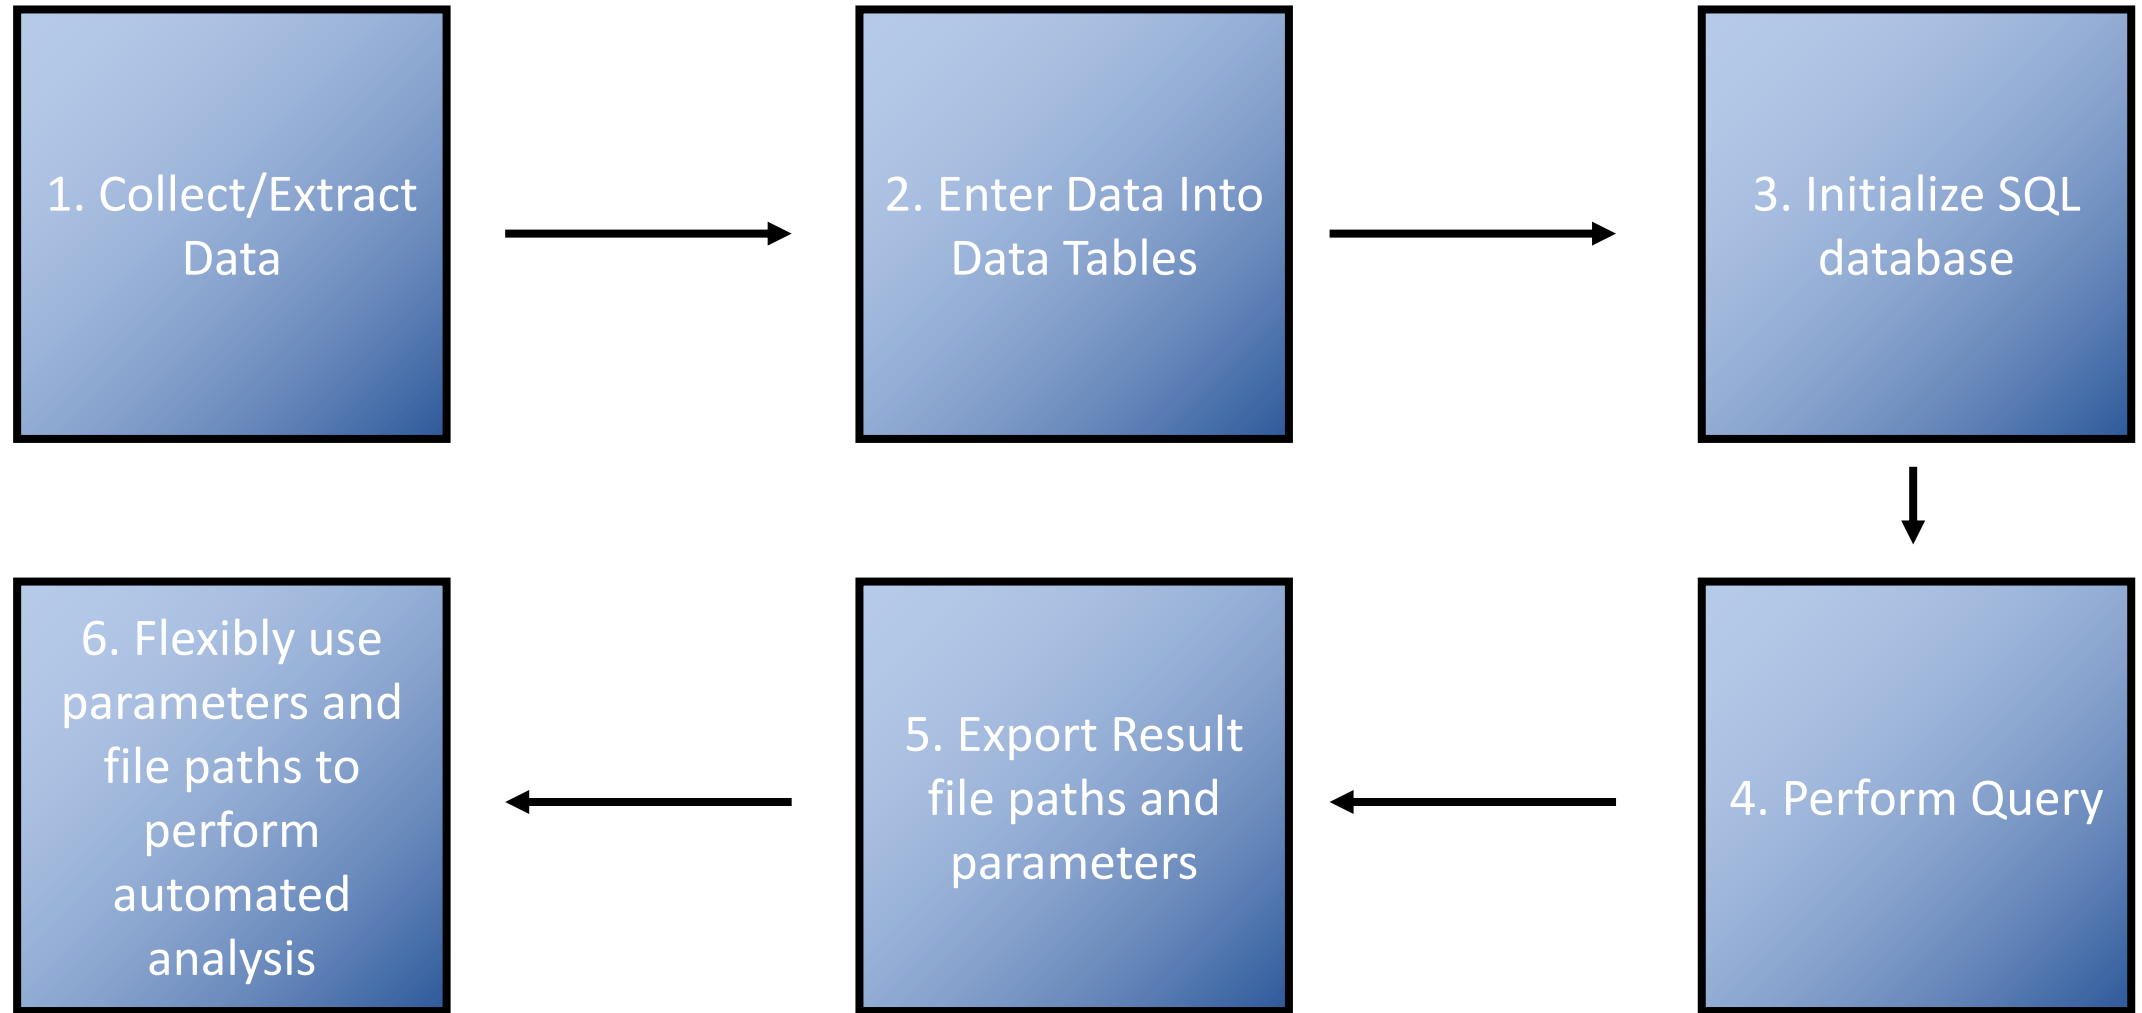 1. Collect/Extract
Data
2. Enter Data Into
Data Tables
3. Initialize SQL
database
4. Perform Query
5. Export Result
file paths and
parameters
6. Flexibly use
parameters and
file paths to
perform
automated
analysis